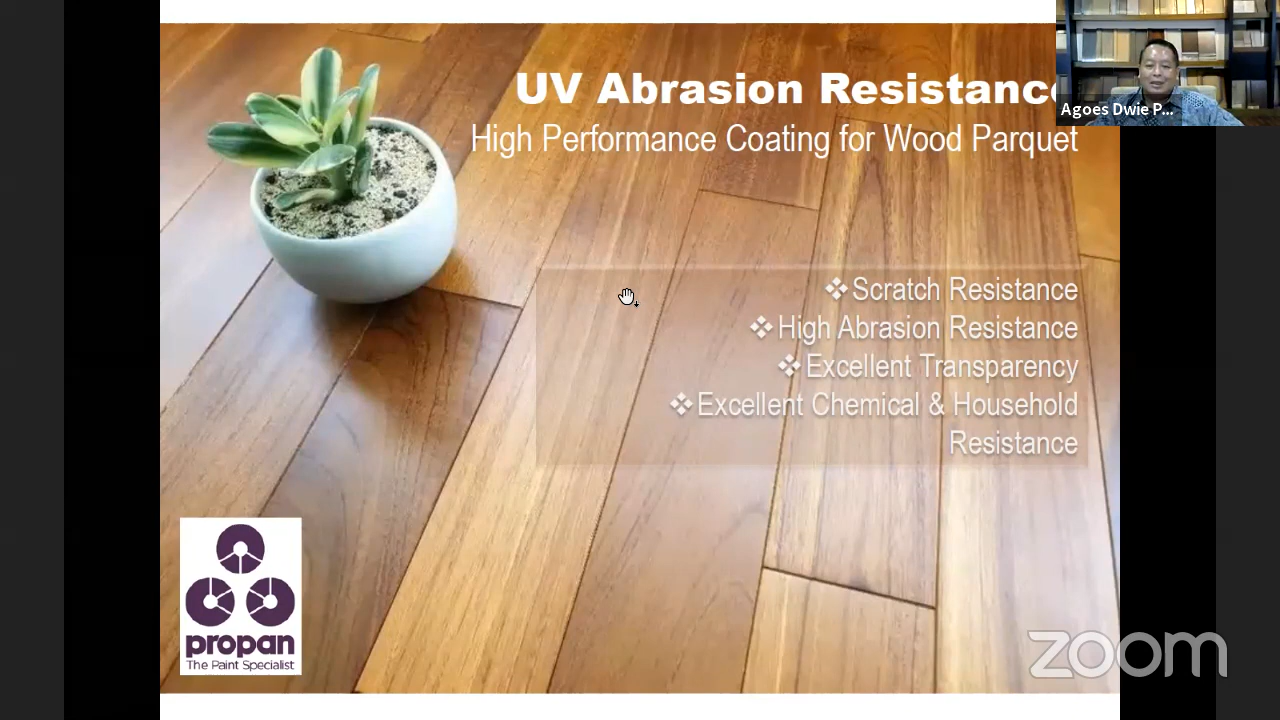 UV Abrasion Resistance
High Performance Coating for Wood Parquet
Agoes Dwie P...
❖Scratch Resistance
❖High Abrasion Resistance
❖Excellent Transparency
❖Excellent Chemical & Household
Resistance
propan
The Paint Specialist
zoom